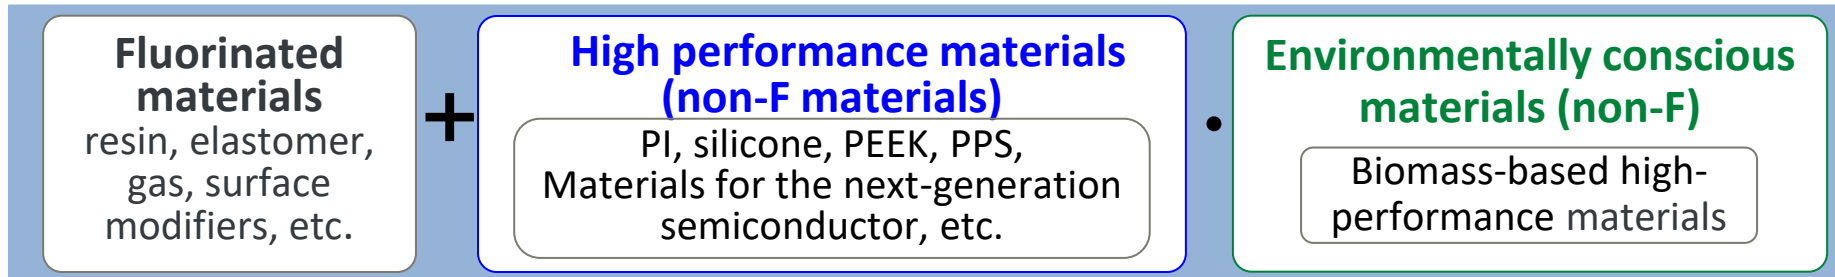 Fluorinated
materials
resin, elastomer,
gas, surface
modifiers, etc.
+
High performance materials
(non-F materials)
PI, silicone, PEEK, PPS,
Materials for the next-generation
semiconductor, etc.
・
Environmentally conscious
materials (non-F)
Biomass-based high-
performance materials